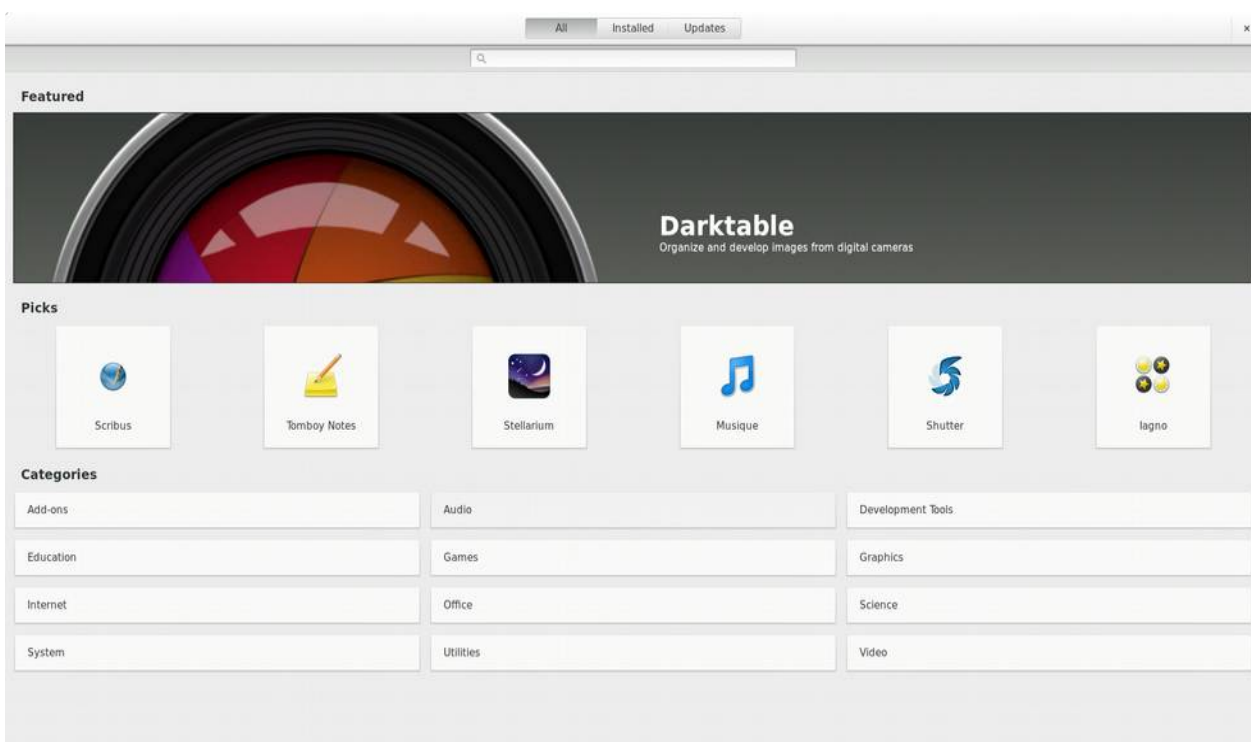 All Installed Updates
Featured
Darktable
Organize and develop images from digital cameras
Picks
Scribus Tomboy Notes Stellarium Musique Shutter Iagno
Categories
Add-ons Audio Development Tools
Education Games Graphics
Internet Office Science
System Utilities Video